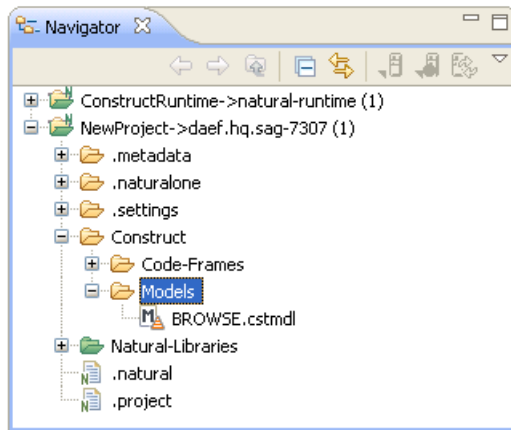 Navigator
ConstructRuntime->natural-runtime (1)
NewProject->daef.hq.sag-7307 (1)
.metadata
.naturalone
.settings
Construct
Code-Frames
Models
BROWSE.cstmdl
Natural-Libraries
.natural
.project